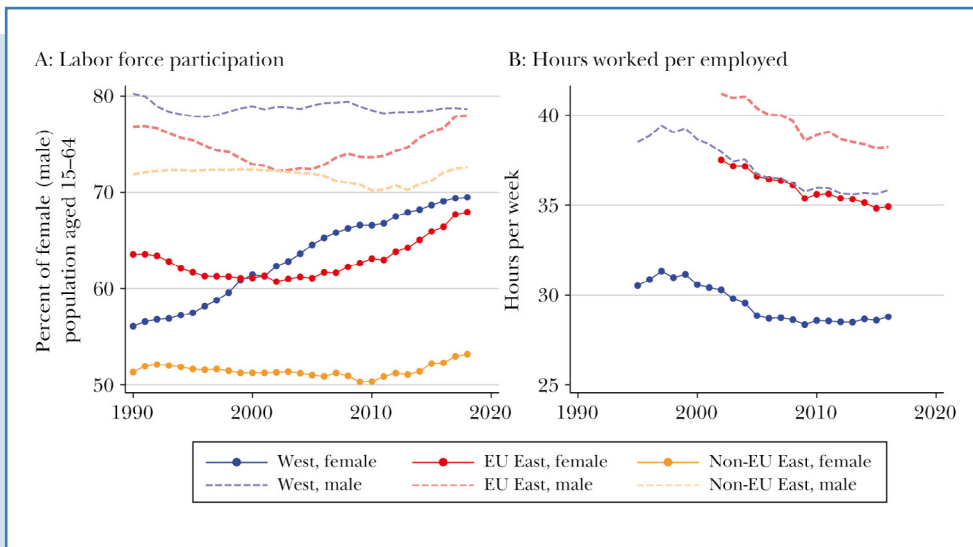 A: Labor force participation
B: Hours worked per employed
Percent of female (male)
population aged 15–64
80
70
60
50
1990
2000
2010
2020
Hours per week
40
35
30
25
1990
2000
2010
2020
West, female
EU East, female
Non-EU East, female
West, male
EU East, male
Non-EU East, male